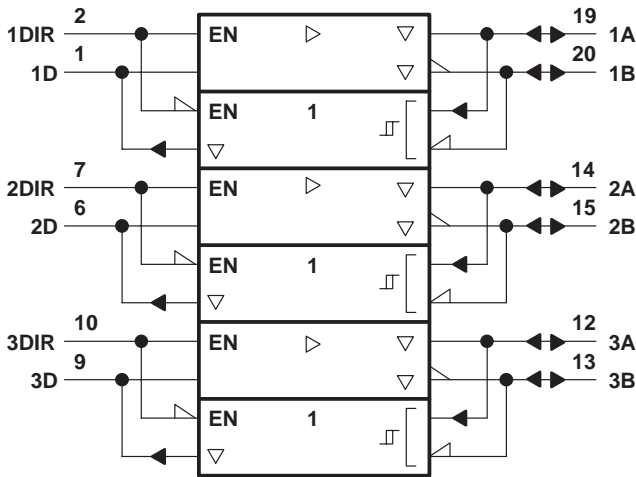 2 19
1DIR EN 1A
1 20
1D 1B
EN 1
7 14
2DIR EN 2A
6 15
2D 2B
EN 1
10 12
3DIR EN 3A
9 13
3D 3B
EN 1